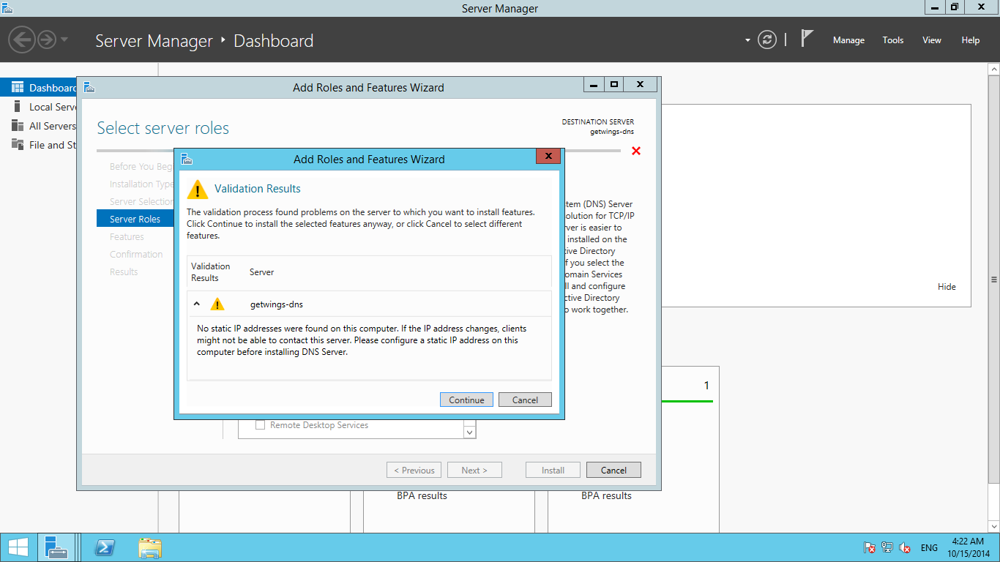 Server Manager
Server Manager
Dashboard
Manage
Tools
View
Help
Dashboard
Local Serve
All Servers
File and St
Add Roles and Features Wizard
Select server roles
DESTINATION SERVER
getwings-dns
Before You Beg
Installation Type
Server Selection
Server Roles
Features
Confirmation
Results
Add Roles and Features Wizard
Validation Results
The validation process found problems on the server to which you want to install features.
Click Continue to install the selected features anyway, or click Cancel to select different
features.
Validation
Results
Server
getwings-dns
No static IP addresses were found on this computer. If the IP address changes, clients
might not be able to contact this server. Please configure a static IP address on this
computer before installing DNS Server.
Continue
Cancel
tem (DNS) Server
olution for TCP/IP
rver is easier to
installed on the
tive Directory
f you select the
omain Services
ll and configure
ctive Directory
o work together.
Hide
1
Remote Desktop Services
< Previous
Next >
Install
Cancel
BPA results
BPA results
ENG
4:22 AM
10/15/2014